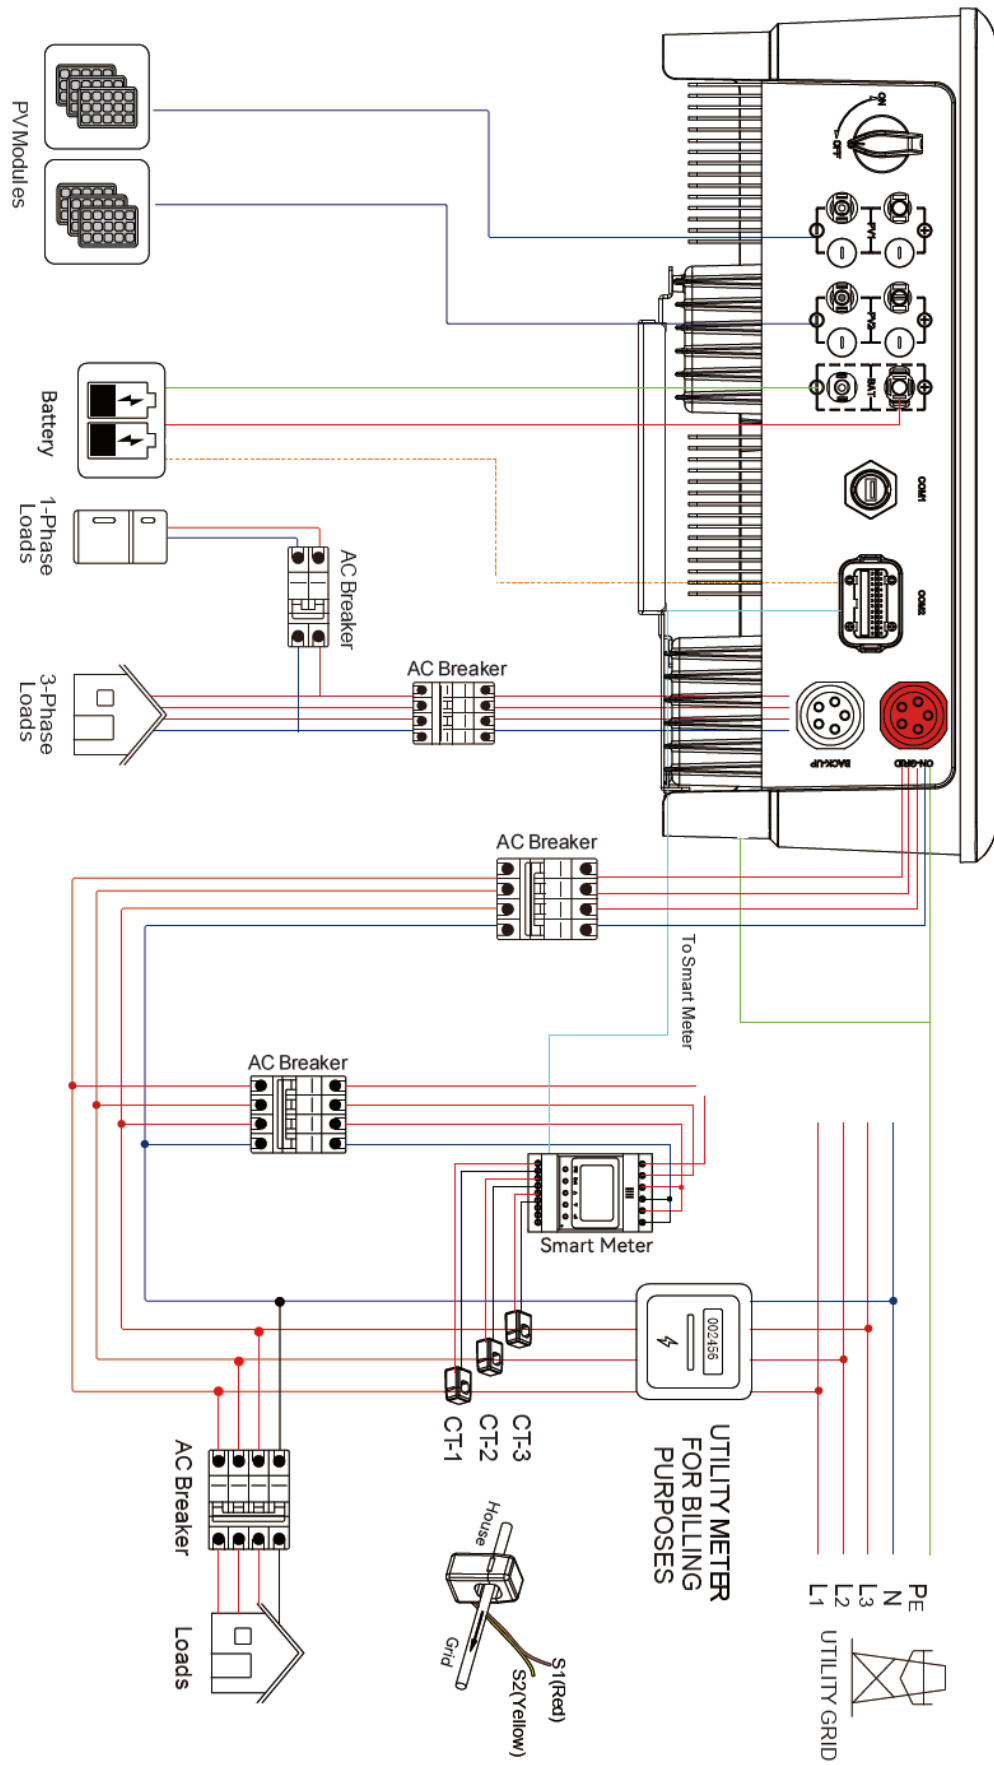 PV Modules
Battery
1-Phase
Loads
3-Phase
Loads
AC Breaker
AC Breaker
AC Breaker
AC Breaker
AC Breaker
ON
OFF
PV1
PV2
BAT
COM1
COM2
BACK-UP
ON-GRID
To Smart Meter
Smart Meter
CT-1
CT-2
CT-3
002456
UTILITY METER
FOR BILLING
PURPOSES
House
Grid
S1(Red)
S2(Yellow)
Loads
PE
N
L3
L2
L1
UTILITY GRID